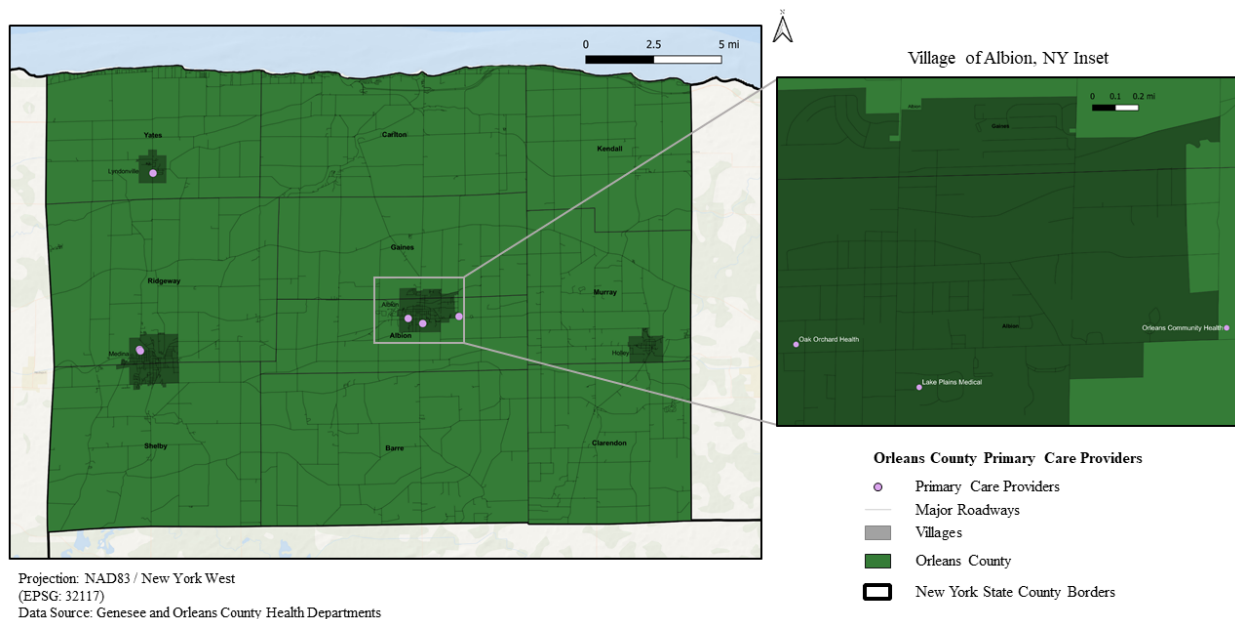 N
0 2.5 5 mi
Village of Albion, NY Inset
0 0.1 0.2 mi
Albion
Gaines
Yates
Carlton
Kendall
Lyndonville
Gaines
Ridgeway
Murray
Albion
Albion
Medina
Holley
Shelby
Barre
Clarendon
Albion
Orleans Community Health
Oak Orchard Health
Lake Plains Medical
Orleans County Primary Care Providers
Primary Care Providers
Major Roadways
Villages
Orleans County
New York State County Borders
Projection: NAD83 / New York West
(EPSG: 32117)
Data Source: Genesee and Orleans County Health Departments